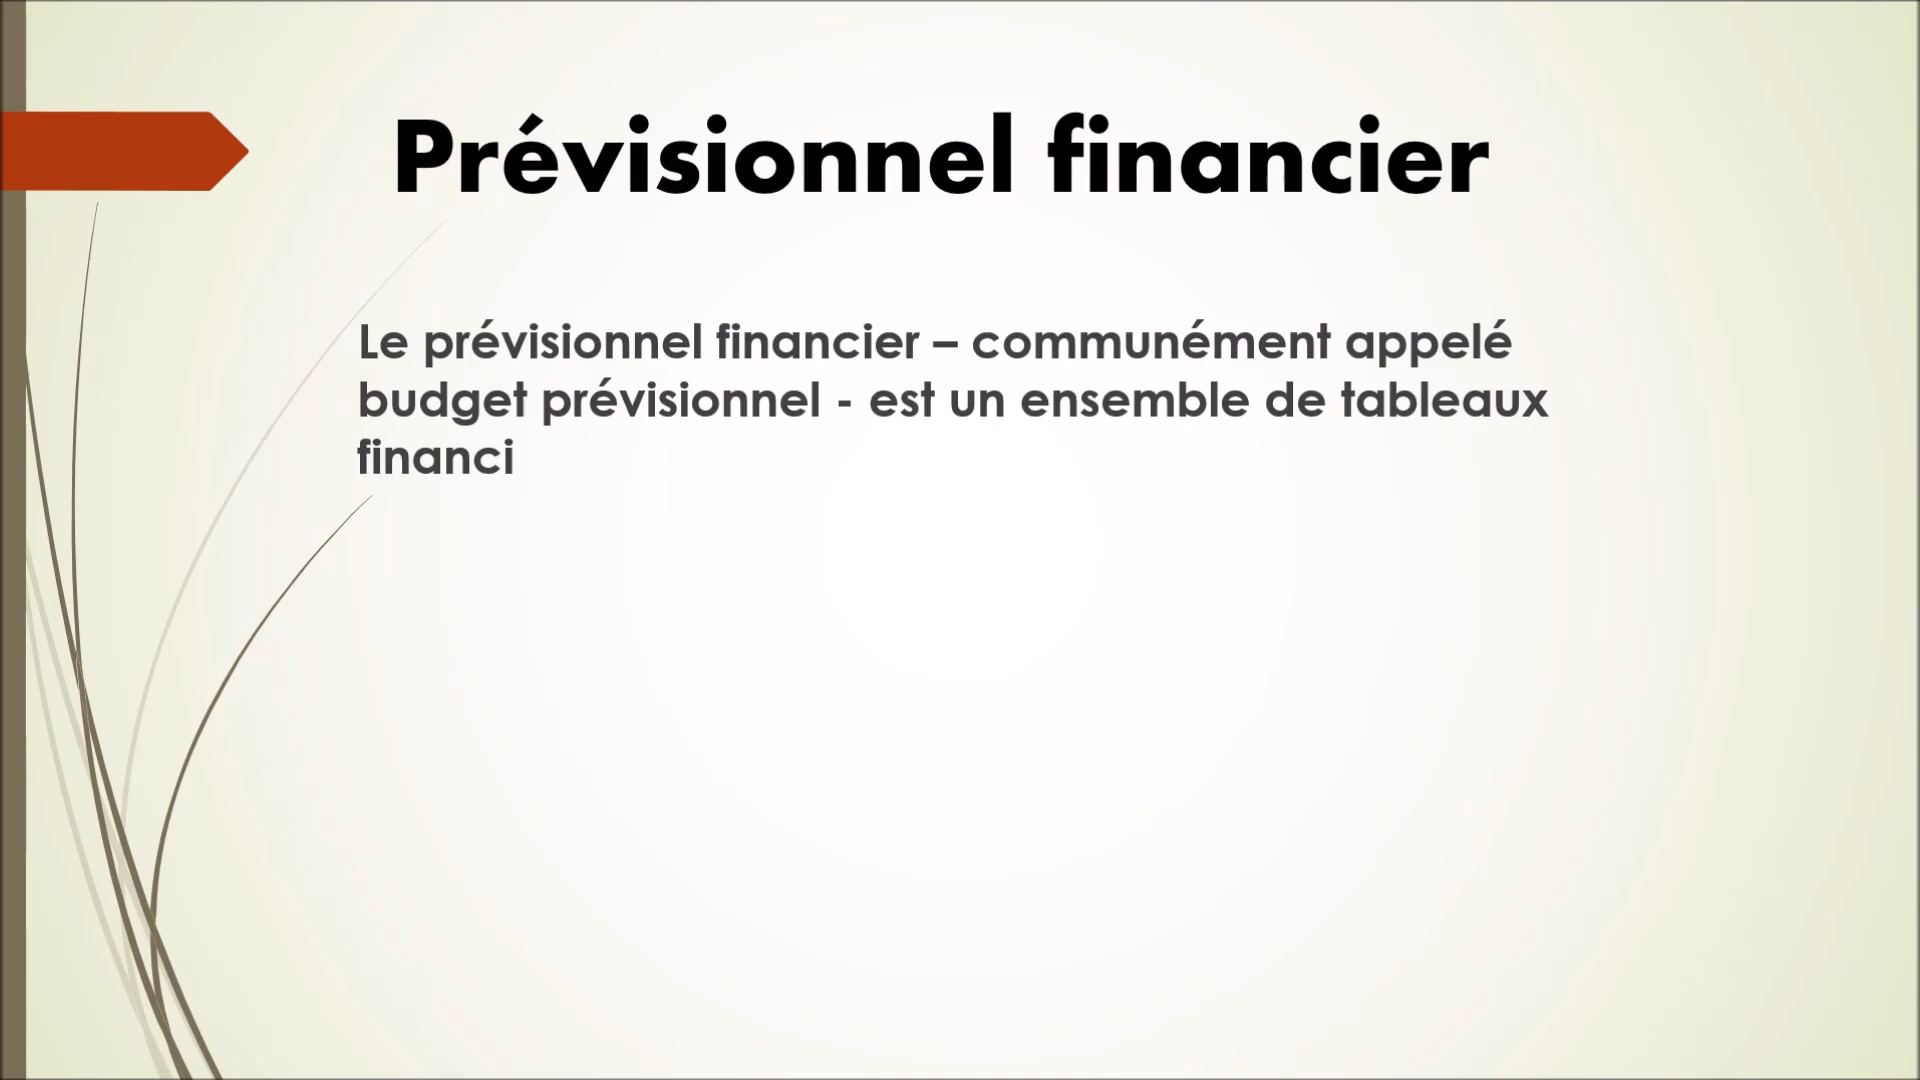 Prévisionnel financier
Le prévisionnel financier – communément appelé
budget prévisionnel - est un ensemble de tableaux
financi